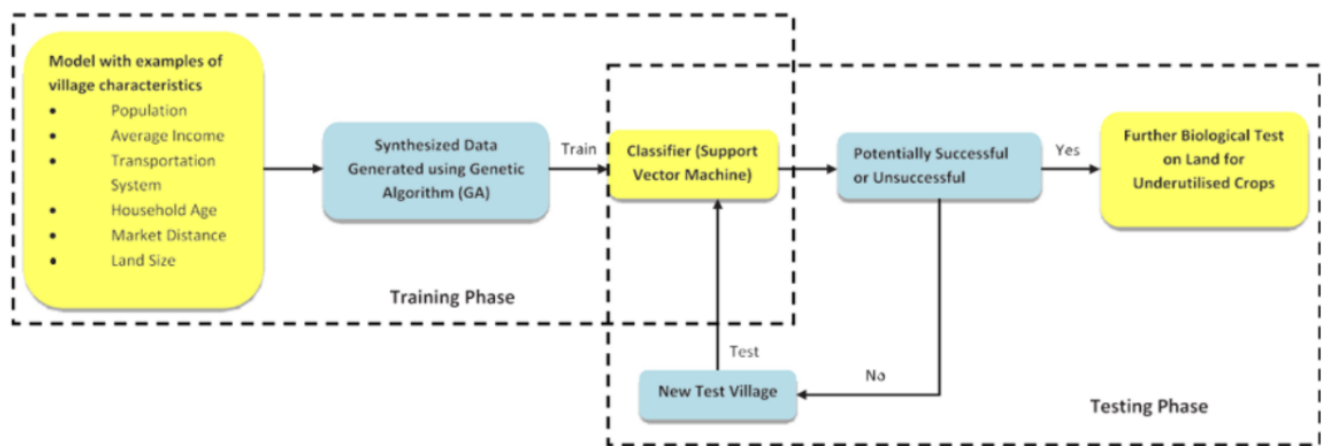 Model with examples of
village characteristics
• Population
• Average Income
• Transportation
System
• Household Age
• Market Distance
• Land Size
Synthesized Data
Generated using Genetic
Algorithm (GA)
Train
Classifier (Support
Vector Machine)
Potentially Successful
or Unsuccessful
Yes
Further Biological Test
on Land for
Underutilised Crops
Training Phase
Test
No
New Test Village
Testing Phase